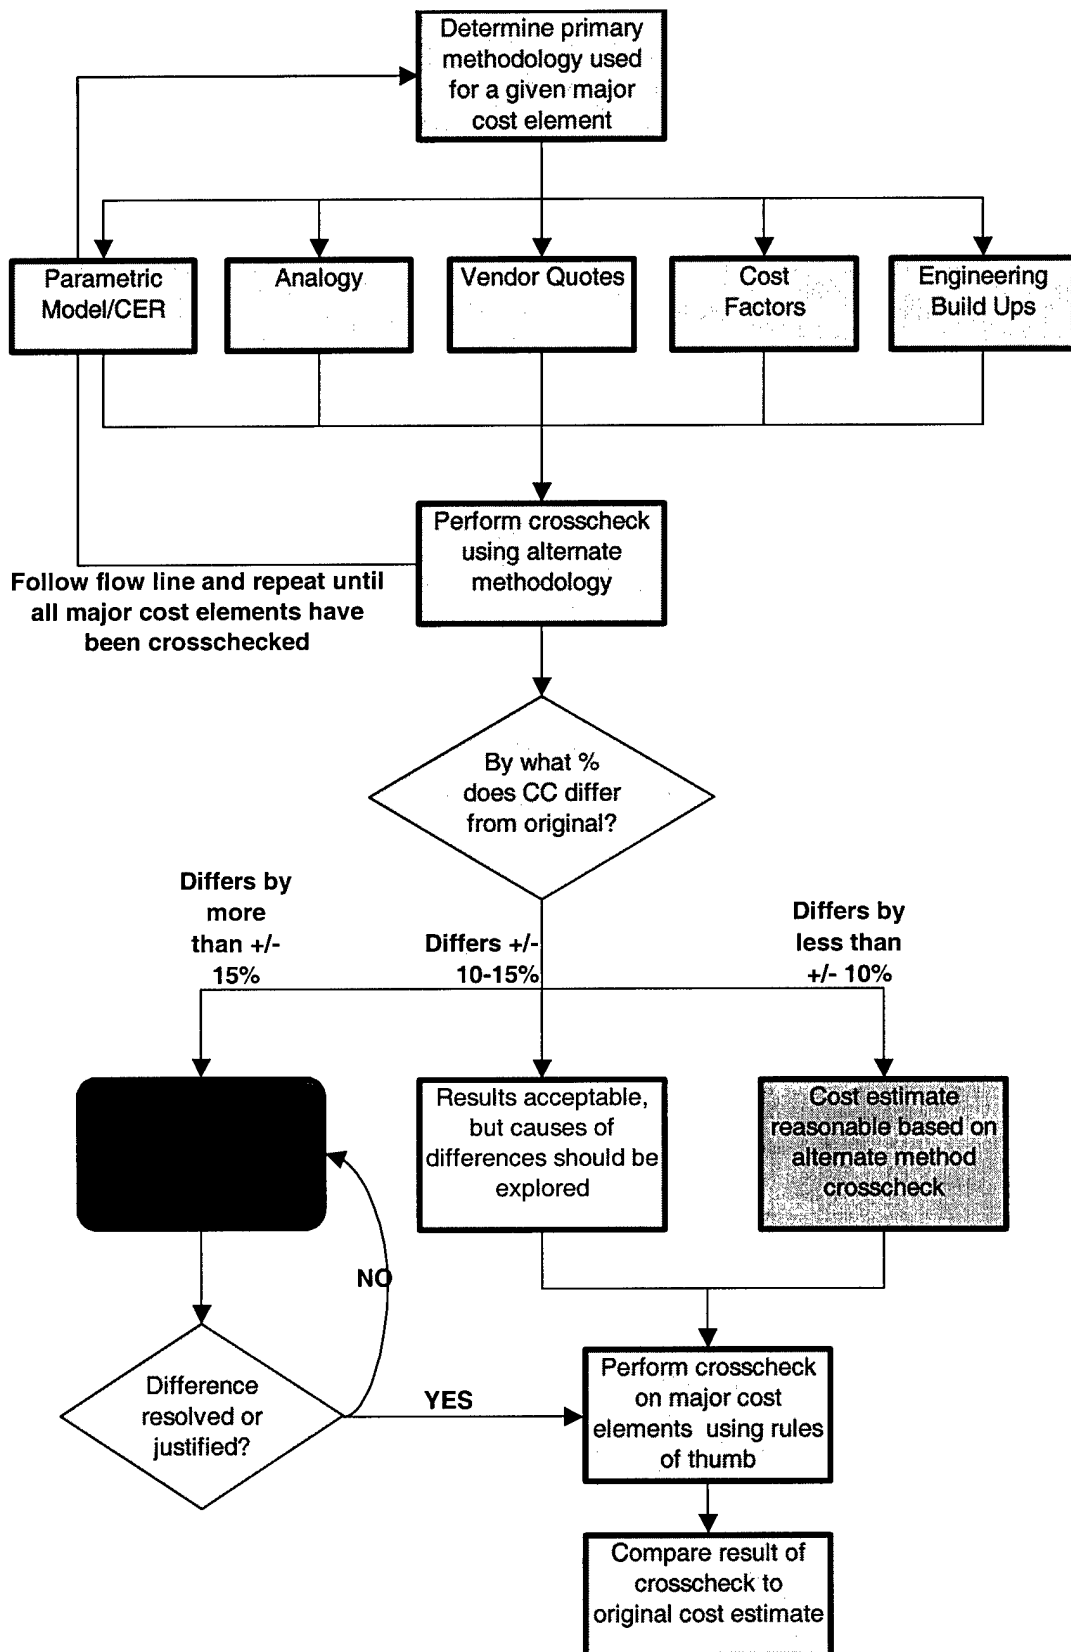 Determine primary
methodology used
for a given major
cost element
Parametric
Model/CER
Analogy
Vendor Quotes
Cost
Factors
Engineering
Build Ups
Perform crosscheck
using alternate
methodology
Follow flow line and repeat until
all major cost elements have
been crosschecked
By what %
does CC differ
from original?
Differs by
more
than +/-
15%
Differs +/-
10-15%
Differs by
less than
+/- 10%
Results acceptable,
but causes of
differences should be
explored
Cost estimate
reasonable based on
alternate method
crosscheck
NO
Difference
resolved or
justified?
YES
Perform crosscheck
on major cost
elements  using rules
of thumb
Compare result of
crosscheck to
original cost estimate